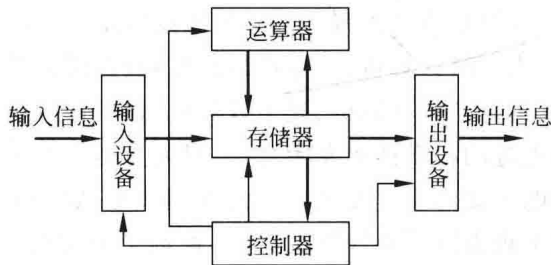 运算器
输入信息
输入设备
存储器
输出设备
输出信息
控制器